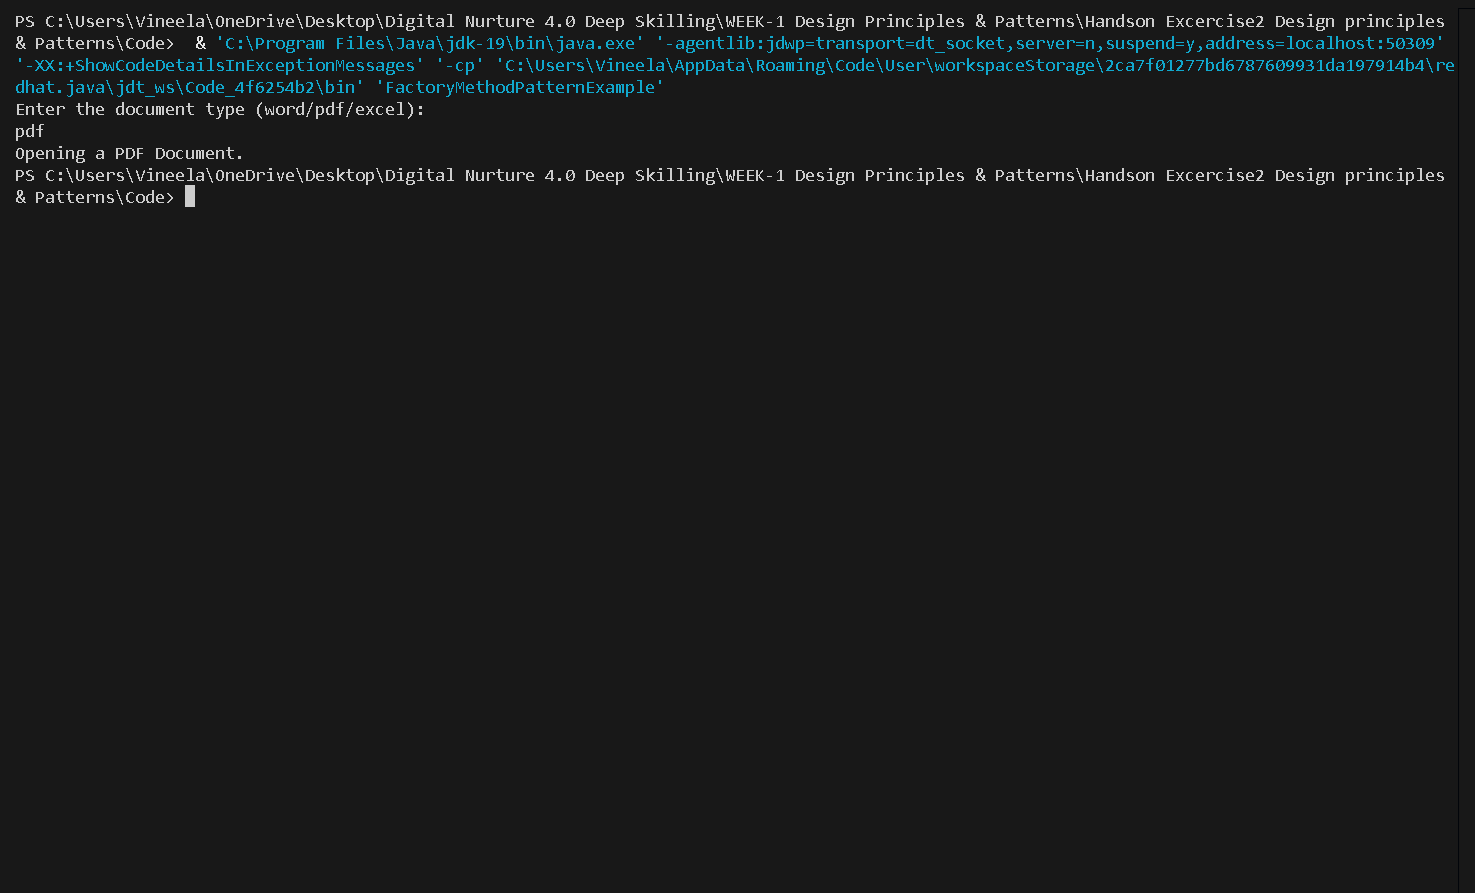 PS C:\Users\Vineela\OneDrive\Desktop\Digital Nurture 4.0 Deep Skilling\WEEK-1 Design Principles & Patterns\Handson Excercise2 Design principles
& Patterns\Code>  & 'C:\Program Files\Java\jdk-19\bin\java.exe' '-agentlib:jdwp=transport=dt_socket,server=n,suspend=y,address=localhost:50309'
'-XX:+ShowCodeDetailsInExceptionMessages' '-cp' 'C:\Users\Vineela\AppData\Roaming\Code\User\workspaceStorage\2ca7f01277bd6787609931da197914b4\re
dhat.java\jdt_ws\Code_4f6254b2\bin' 'FactoryMethodPatternExample'
Enter the document type (word/pdf/excel):
pdf
Opening a PDF Document.
PS C:\Users\Vineela\OneDrive\Desktop\Digital Nurture 4.0 Deep Skilling\WEEK-1 Design Principles & Patterns\Handson Excercise2 Design principles
& Patterns\Code>